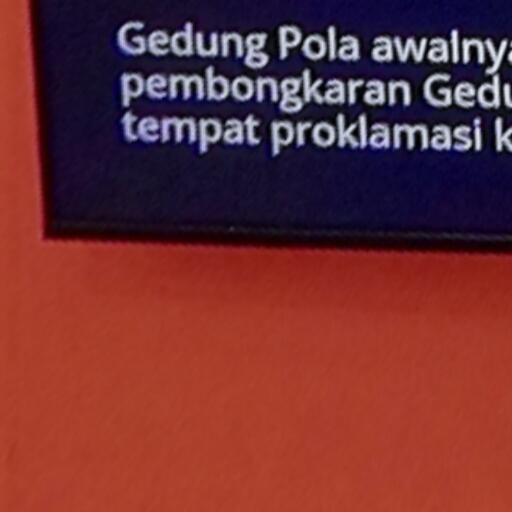 Gedung Pola awalnya
pembongkaran Gedu
tempat proklamasi k